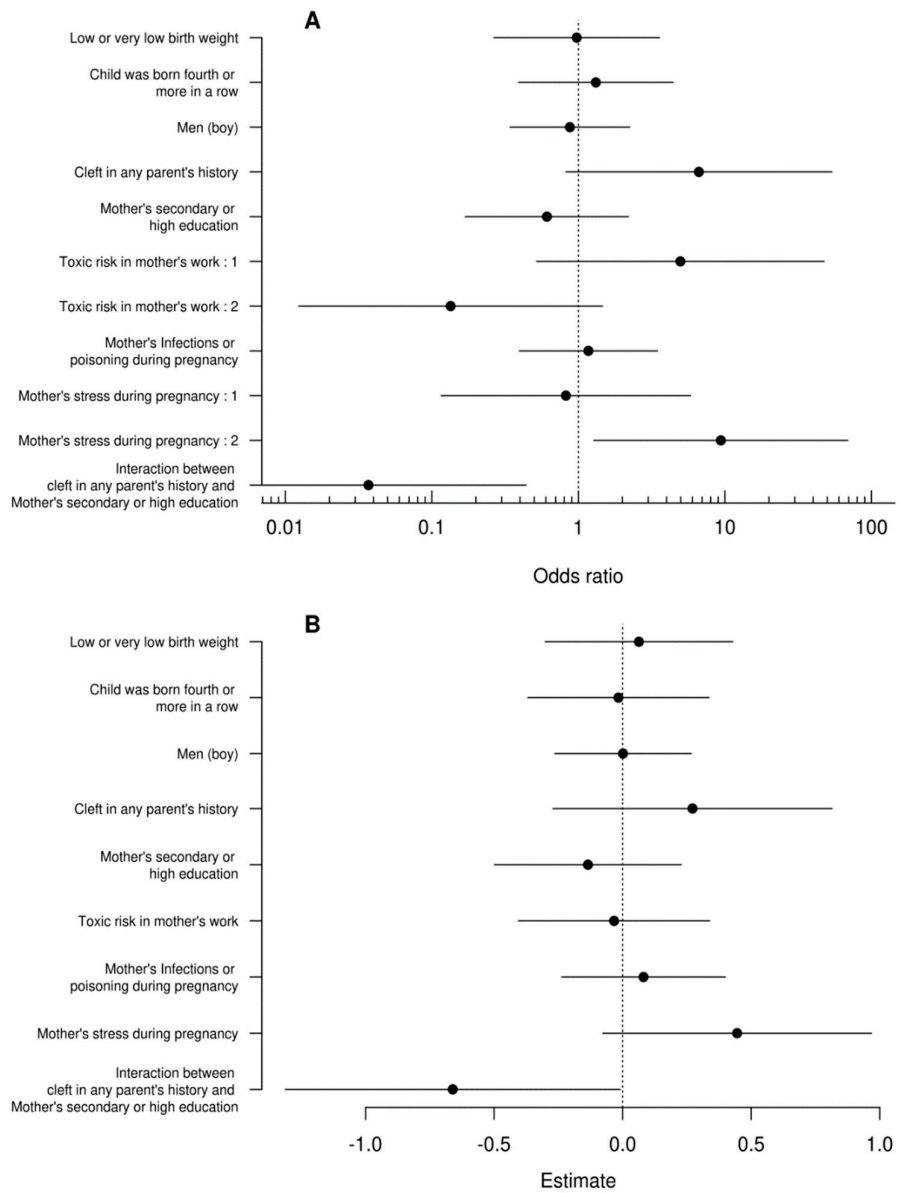 A
Low or very low birth weight
Child was born fourth or
more in a row
Men (boy)
Cleft in any parent's history
Mother's secondary or
high education
Toxic risk in mother's work : 1
Toxic risk in mother's work : 2
Mother's Infections or
poisoning during pregnancy
Mother's stress during pregnancy : 1
Mother's stress during pregnancy : 2
Interaction between
cleft in any parent's history and
Mother's secondary or high education
0.01 0.1 1 10 100
Odds ratio
B
Low or very low birth weight
Child was born fourth or
more in a row
Men (boy)
Cleft in any parent's history
Mother's secondary or
high education
Toxic risk in mother's work
Mother's Infections or
poisoning during pregnancy
Mother's stress during pregnancy
Interaction between
cleft in any parent's history and
Mother's secondary or high education
-1.0 -0.5 0.0 0.5 1.0
Estimate